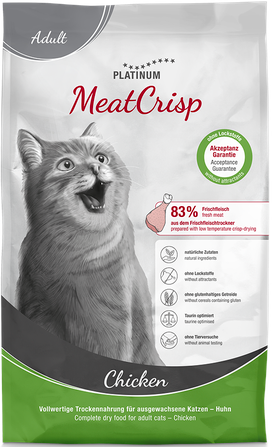 Adult
PLATINUM
MeatCrisp
ohne Lockstoffe
Akzeptanz
Garantie
Acceptance
Guarantee
without attractants
83% Frischfleisch
fresh meat
aus dem Frischfleischtrockner
prepared with low temperature crisp-drying
natürliche Zutaten
natural ingredients
ohne Lockstoffe
without attractants
ohne glutenhaltiges Getreide
without cereals containing gluten
Taurin optimiert
taurine optimised
ohne Tierversuche
without animal testing
Chicken
Vollwertige Trockennahrung für ausgewachsene Katzen – Huhn
Complete dry food for adult cats – Chicken